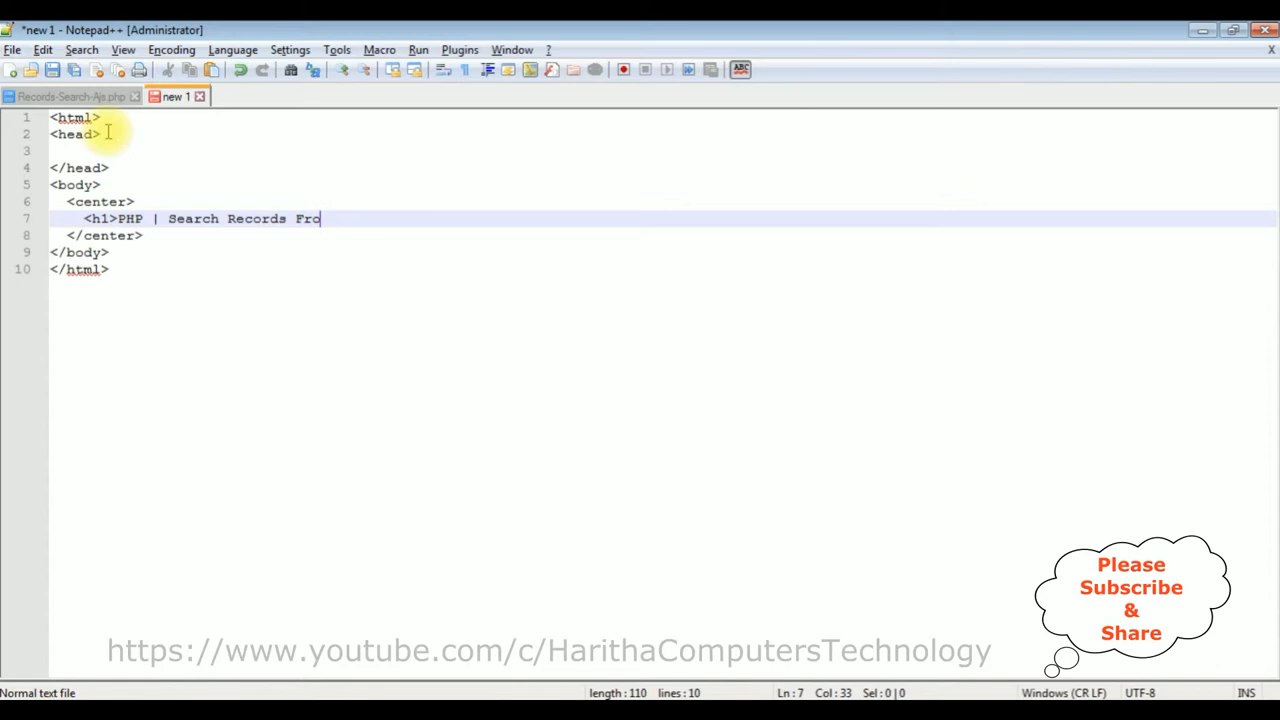 *new 1 - Notepad++ [Administrator]
File Edit Search View Encoding Language Settings Tools Macro Run Plugins Window ?
X
Records-Search-Ajs.php new 1
1 <html>
2 <head>
3
4 </head>
5 <body>
6 <center>
7 <h1>PHP | Search Records Fro
8 </center>
9 </body>
10 </html>
ABC
Please
Subscribe
&
Share
https://www.youtube.com/c/HarithaComputersTechnology
Normal text file length : 110 lines : 10 Ln : 7 Col : 33 Sel : 0 | 0 Windows (CR LF) UTF-8 INS